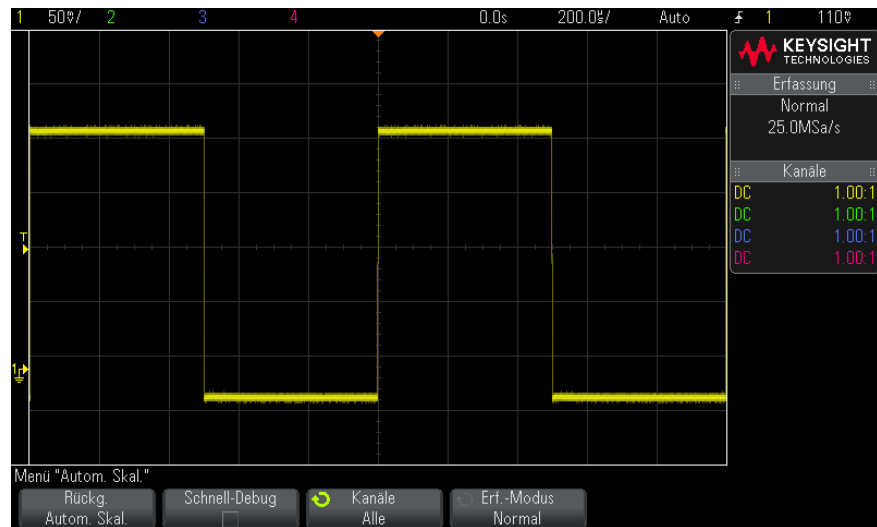 1 50V/ 2 3 4 0.0s 200.0s/ Auto 1 110V
KEYSIGHT
TECHNOLOGIES
Erfassung
Normal
25.0MSa/s
Kanäle
DC 1.00:1
DC 1.00:1
DC 1.00:1
DC 1.00:1
T
1
Menü "Autom. Skal."
Rückg. Schnell-Debug Kanäle Erf.-Modus
Autom. Skal. Alle Normal